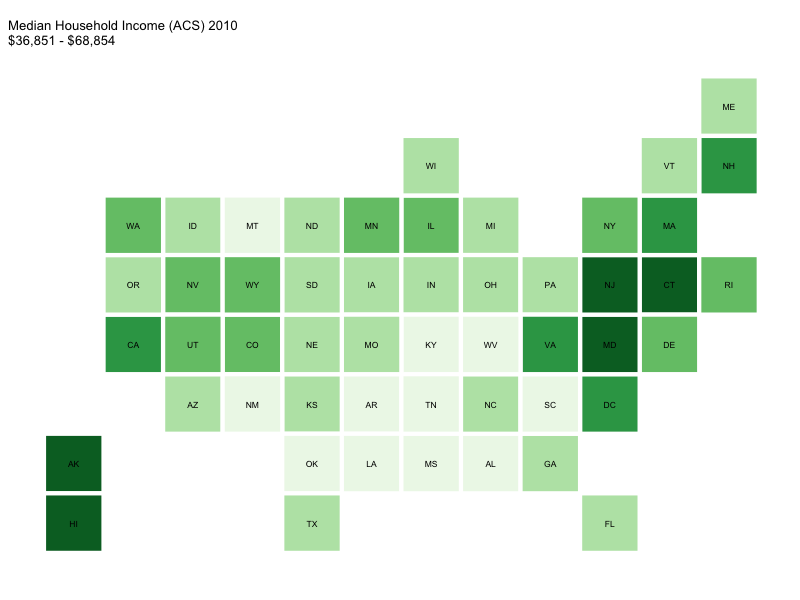 Median Household Income (ACS) 2010
$36,851 - $68,854
ME
WI VT NH
WA ID MT ND MN IL MI NY MA
OR NV WY SD IA IN OH PA NJ CT RI
CA UT CO NE MO KY WV VA MD DE
AZ NM KS AR TN NC SC DC
AK OK LA MS AL GA
HI TX FL